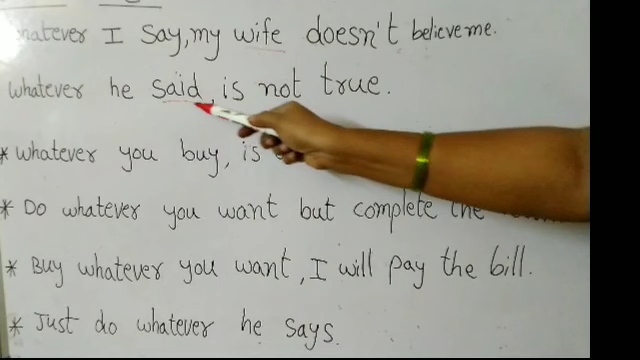 whatever I say, my wife doesn't believe me.
whatever he said, is not true.
* whatever you buy, is
* Do whatever you want but complete the
* Buy whatever you want, I will pay the bill.
* Just do whatever he says.